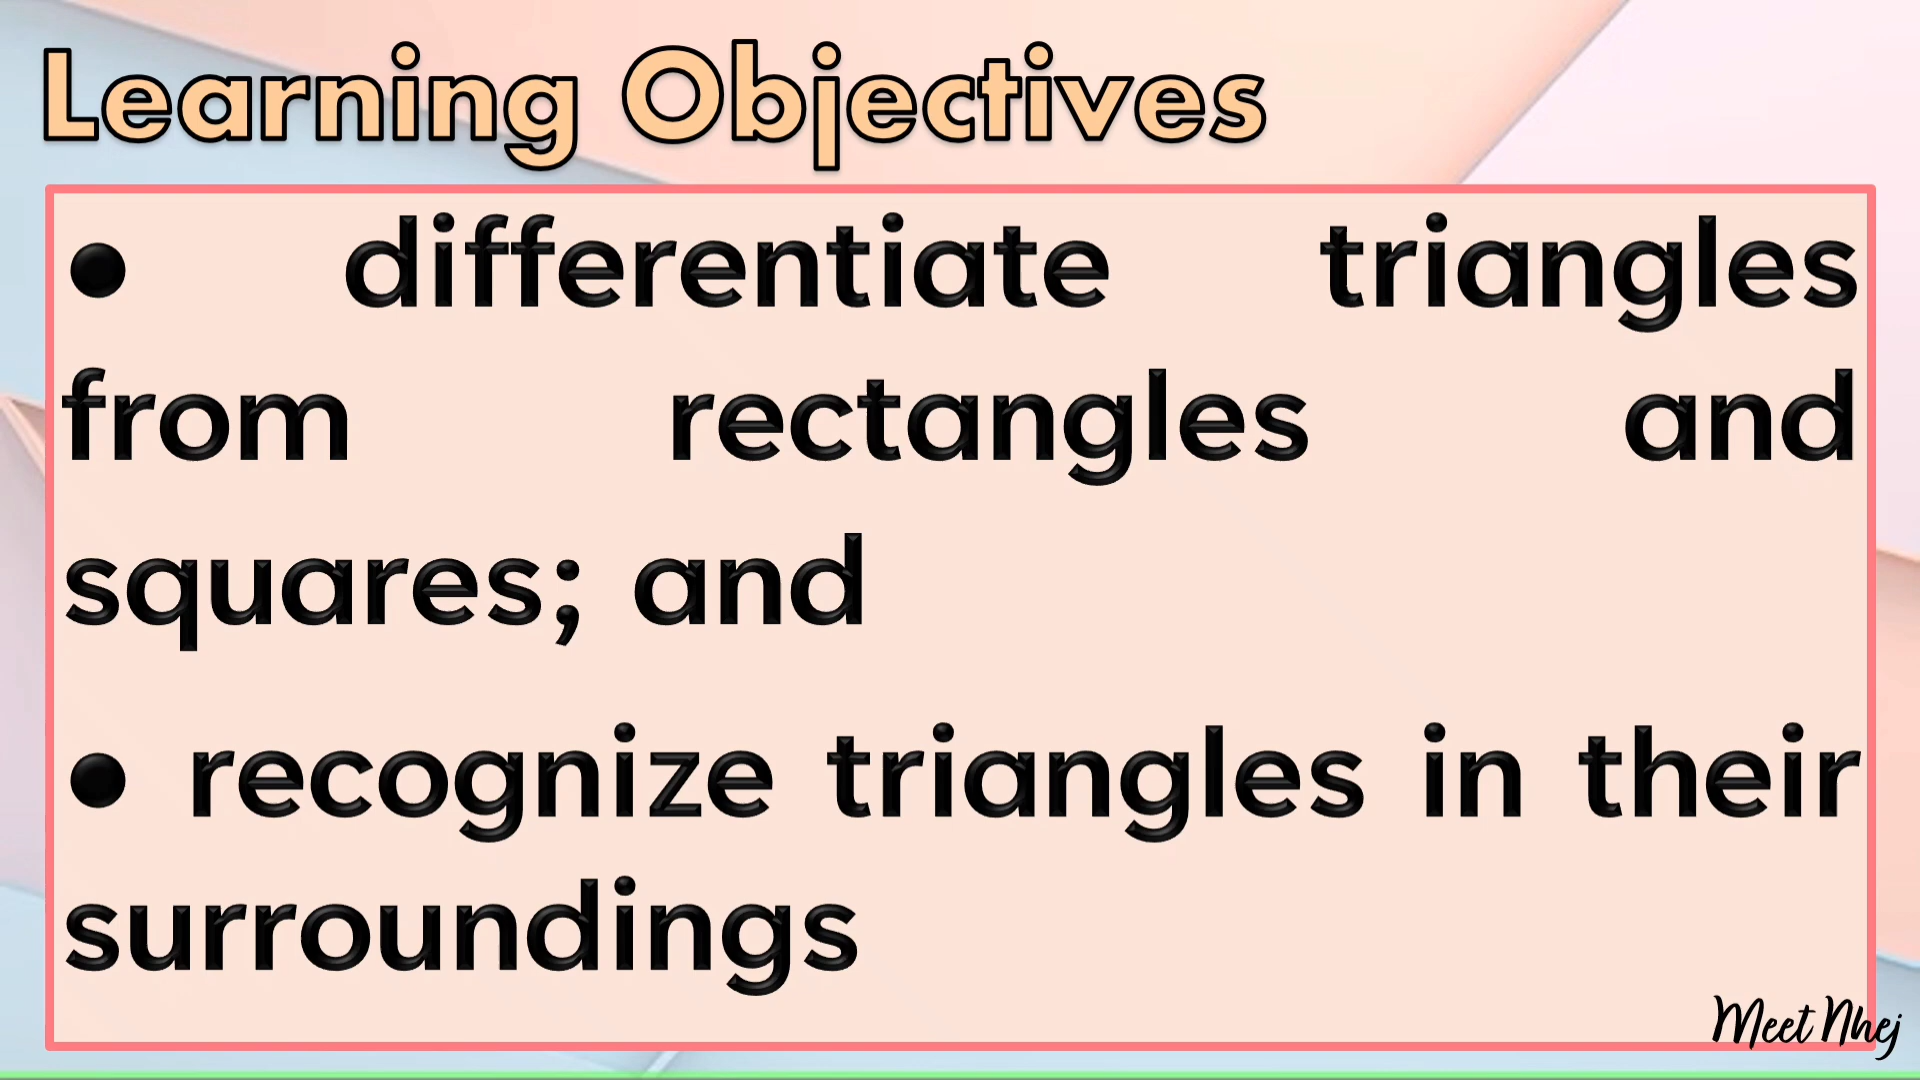 Learning Objectives
● differentiate triangles
from rectangles and
squares; and
● recognize triangles in their
surroundings
Meet Nhej